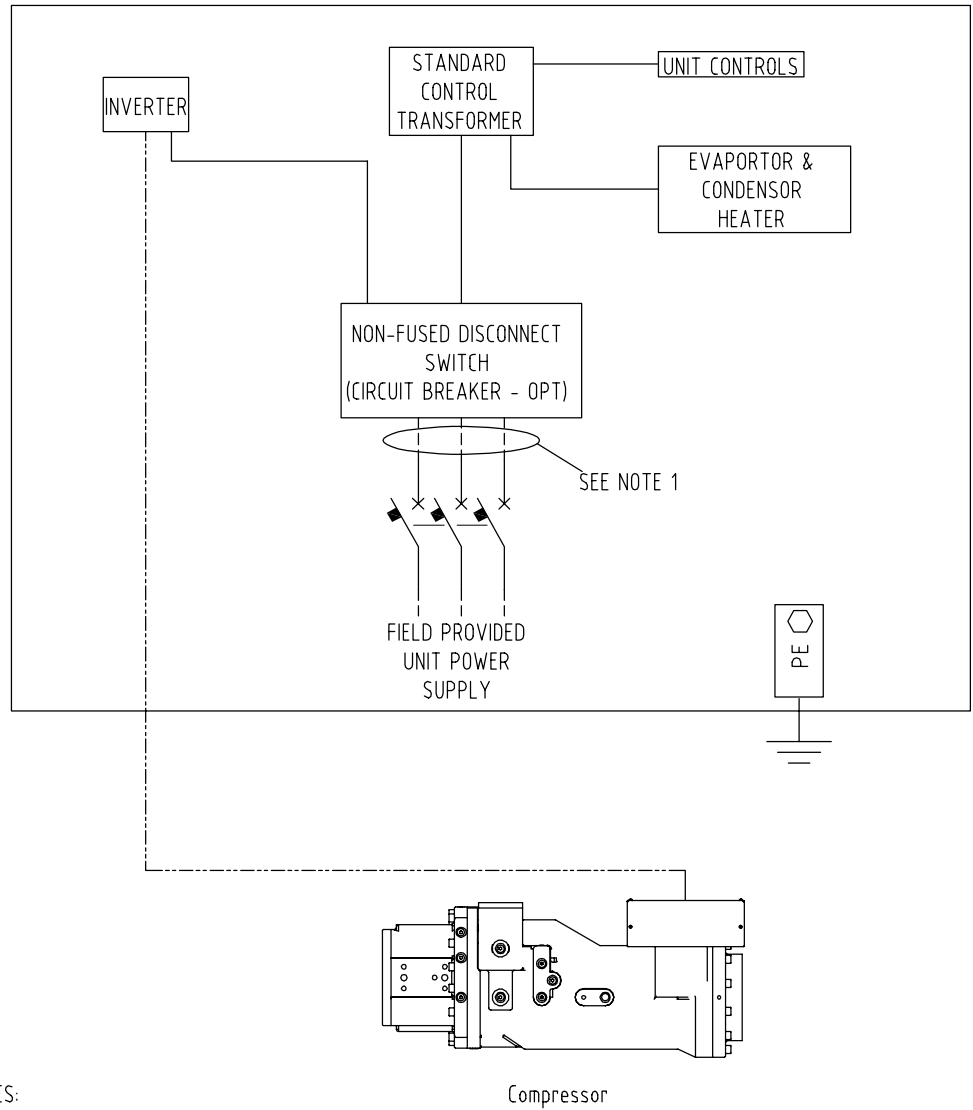 INVERTER
STANDARD
CONTROL
TRANSFORMER
UNIT CONTROLS
EVAPORTOR &
CONDENSOR
HEATER
NON-FUSED DISCONNECT
SWITCH
(CIRCUIT BREAKER - OPT)
SEE NOTE 1
FIELD PROVIDED
UNIT POWER
SUPPLY
PE
Compressor